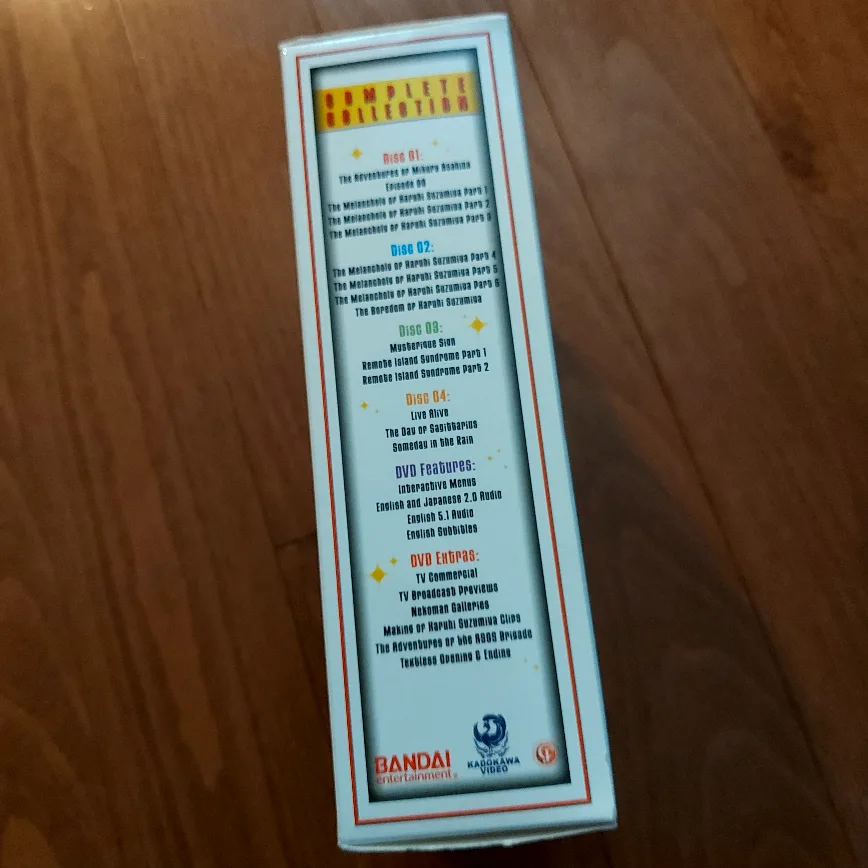 COMPLETE
COLLECTION
Disc 01:
The Adventures of Mikuru Asahina
Episode 00
The Melancholy of Haruhi Suzumiya Part 1
The Melancholy of Haruhi Suzumiya Part 2
The Melancholy of Haruhi Suzumiya Part 3
Disc 02:
The Melancholy of Haruhi Suzumiya Part 4
The Melancholy of Haruhi Suzumiya Part 5
The Melancholy of Haruhi Suzumiya Part 6
The Boredom of Haruhi Suzumiya
Disc 03:
Mysterique Sign
Remote Island Syndrome Part 1
Remote Island Syndrome Part 2
Disc 04:
Live Alive
The Day of Sagittarius
Someday in the Rain
DVD Features:
Interactive Menus
English and Japanese 2.0 Audio
English 5.1 Audio
English Subtitles
DVD Extras:
TV Commercial
TV Broadcast Previews
Nekoman Galleries
Making of Haruhi Suzumiya Clips
The Adventures of the ASOS Brigade
Textless Opening & Ending
BANDAI
entertainment
KADOKAWA
VIDEO